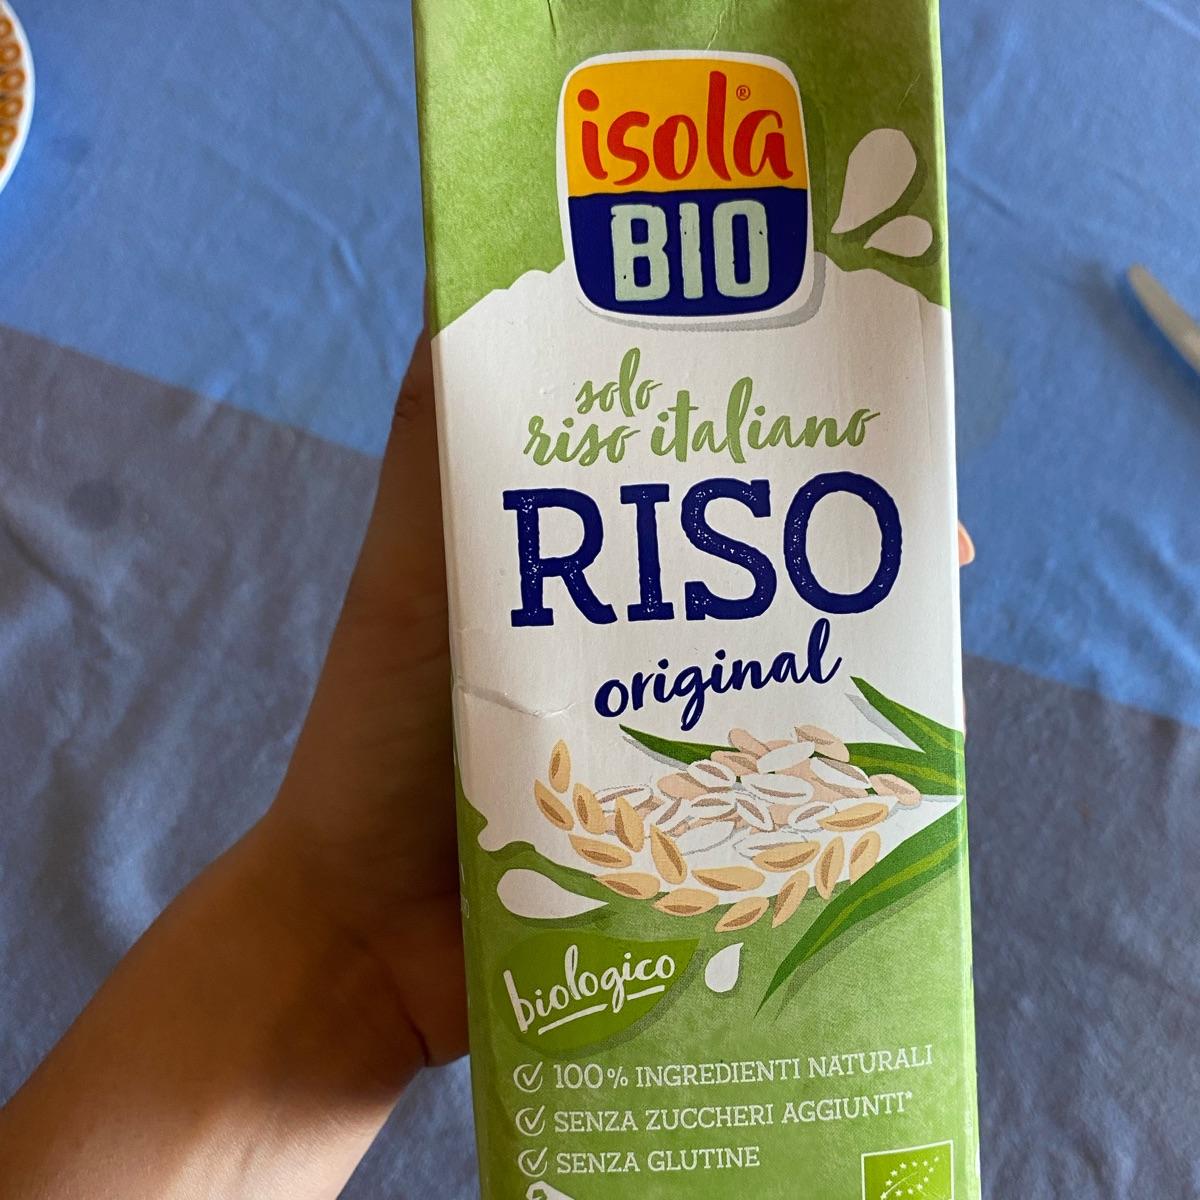 isola®
BIO
solo
riso italiano
RISO
original
biologico
100% INGREDIENTI NATURALI
SENZA ZUCCHERI AGGIUNTI*
SENZA GLUTINE